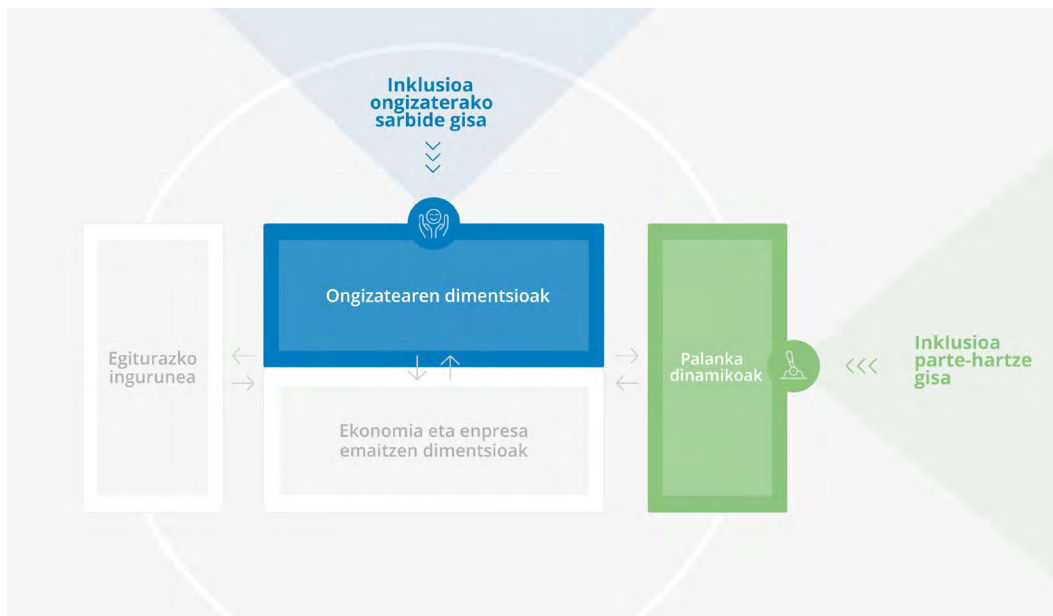 Inklusioa
ongizaterako
sarbide gisa
Ongizatearen dimentsioak
Egiturazko
ingurunea
Palanka
dinamikoak
Inklusioa
parte-hartze
gisa
Ekonomia eta enpresa
emaitzen dimentsioak